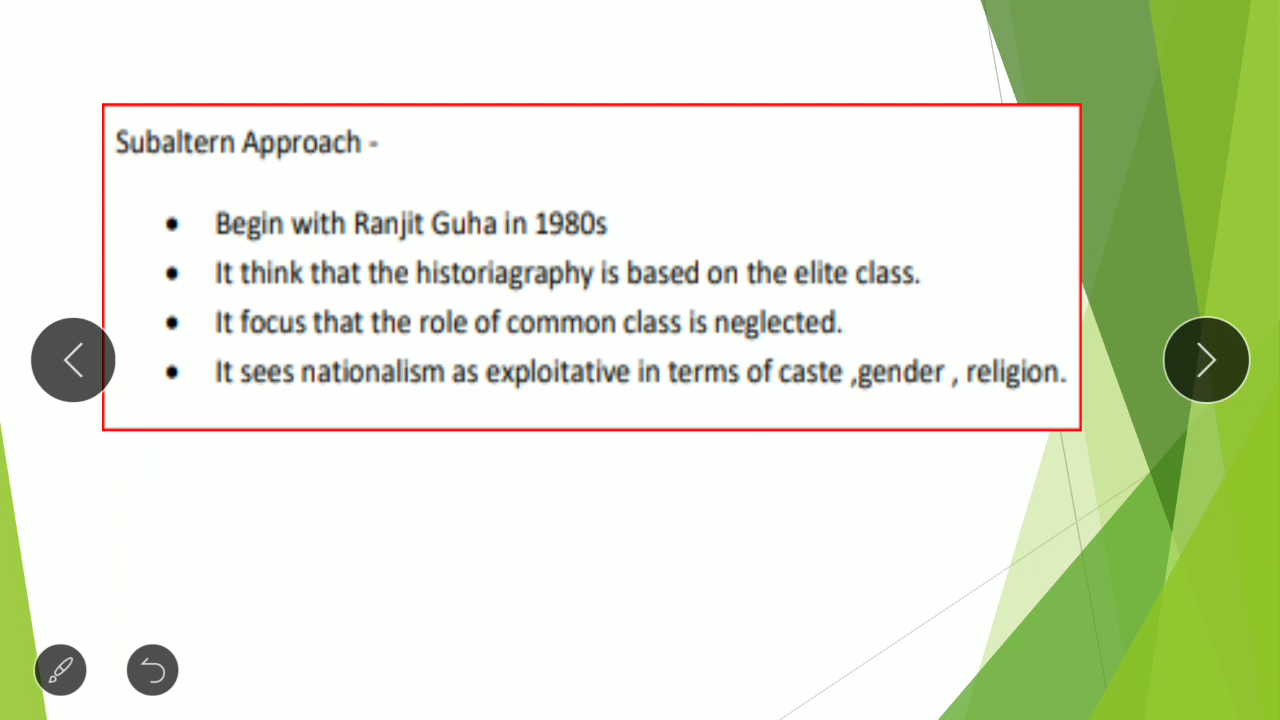 Subaltern Approach -
• Begin with Ranjit Guha in 1980s
• It think that the historiagraphy is based on the elite class.
• It focus that the role of common class is neglected.
• It sees nationalism as exploitative in terms of caste ,gender , religion.